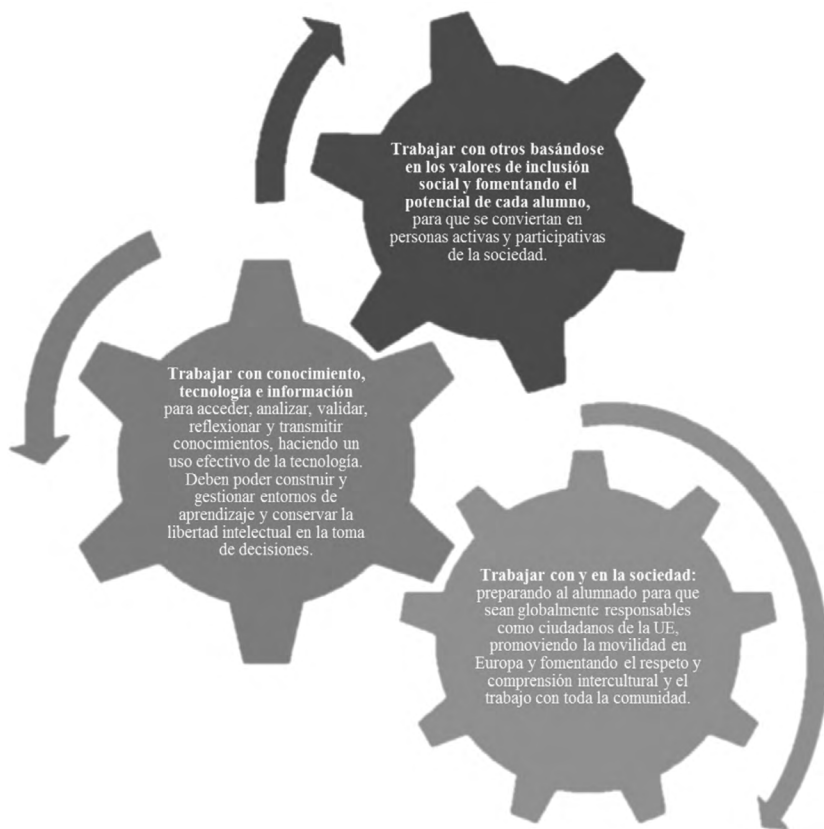 Trabajar con otros basándose
en los valores de inclusión
social y fomentando el
potencial de cada alumno,
para que se conviertan en
personas activas y participativas
de la sociedad.
Trabajar con conocimiento,
tecnología e información
para acceder, analizar, validar,
reflexionar y transmitir
conocimientos, haciendo un
uso efectivo de la tecnología.
Deben poder construir y
gestionar entornos de
aprendizaje y conservar la
libertad intelectual en la toma
de decisiones.
Trabajar con y en la sociedad:
preparando al alumnado para que
sean globalmente responsables
como ciudadanos de la UE,
promoviendo la movilidad en
Europa y fomentando el respeto y
comprensión intercultural y el
trabajo con toda la comunidad.